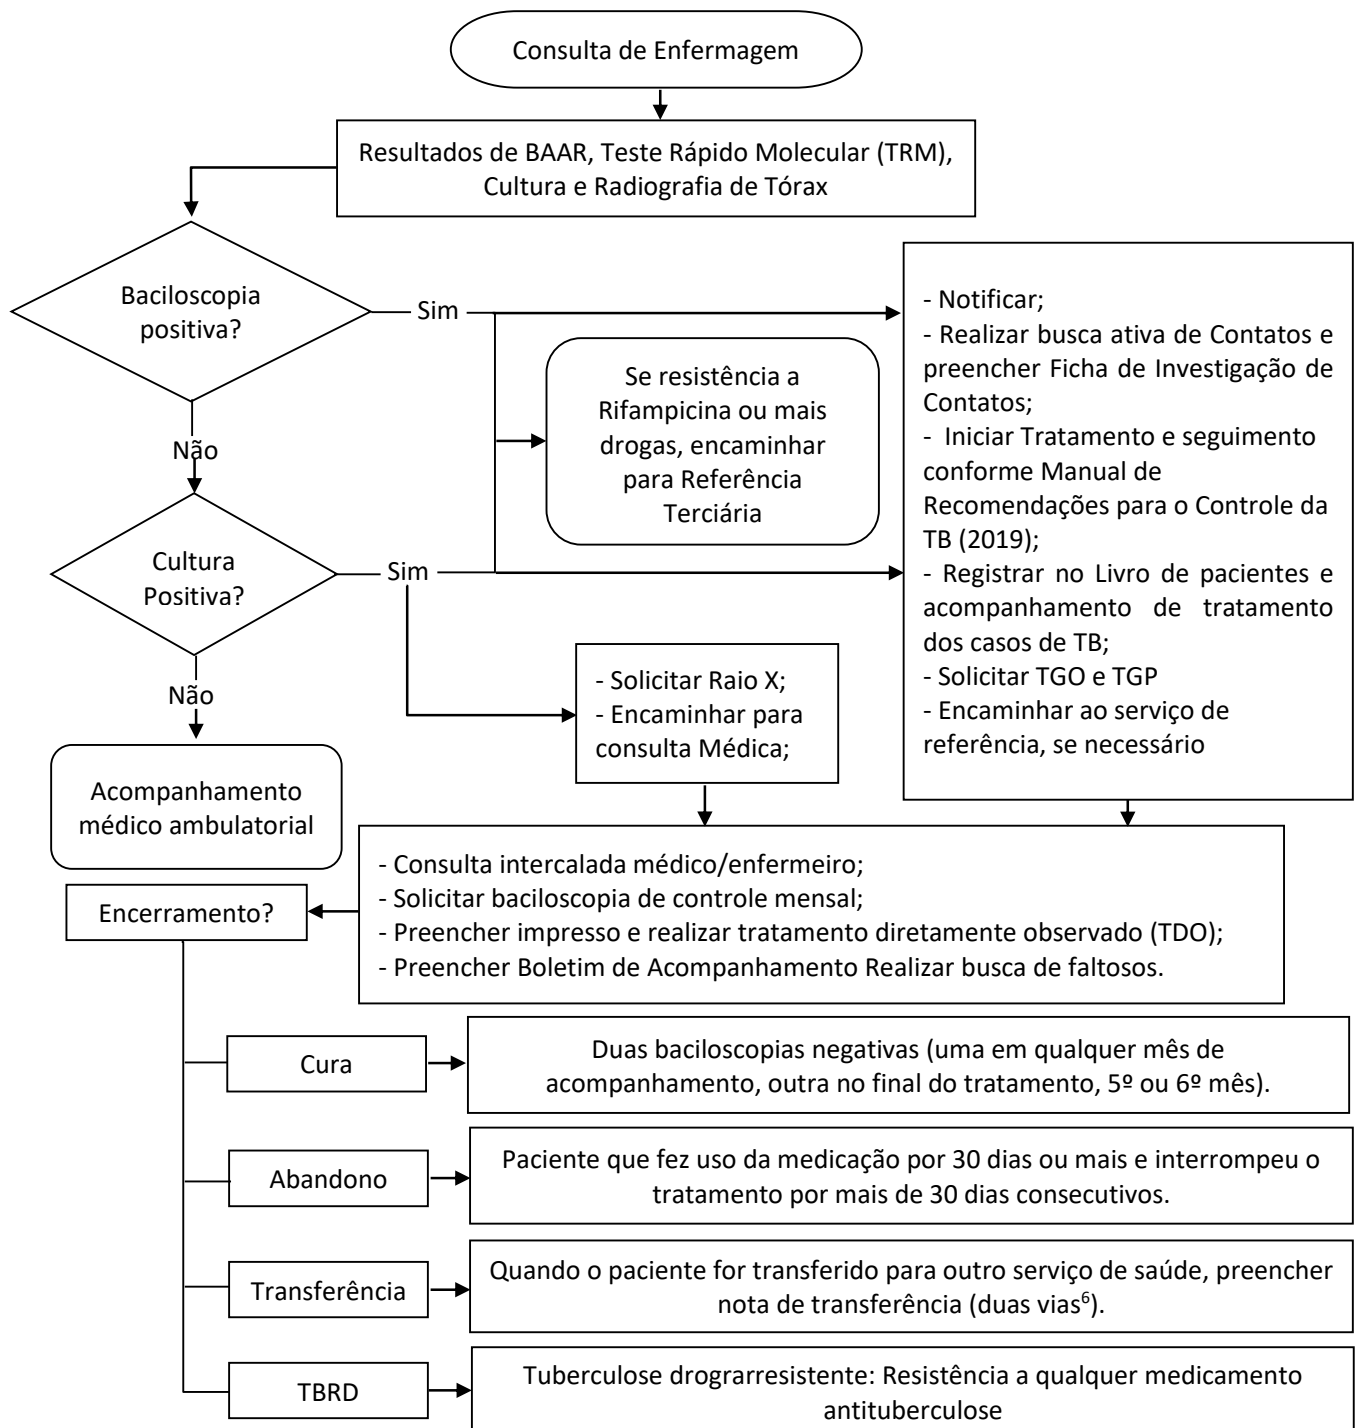 Consulta de Enfermagem
Resultados de BAAR, Teste Rápido Molecular (TRM),
Cultura e Radiografia de Tórax
Baciloscopia
positiva?
Sim
- Notificar;
- Realizar busca ativa de Contatos e
preencher Ficha de Investigação de
Contatos;
- Iniciar Tratamento e seguimento
conforme Manual de
Recomendações para o Controle da
TB (2019);
- Registrar no Livro de pacientes e
acompanhamento de tratamento
dos casos de TB;
- Solicitar TGO e TGP
- Encaminhar ao serviço de
referência, se necessário
Se resistência a
Rifampicina ou mais
drogas, encaminhar
para Referência
Terciária
Não
Cultura
Positiva?
Sim
- Solicitar Raio X;
- Encaminhar para
consulta Médica;
Não
Acompanhamento
médico ambulatorial
- Consulta intercalada médico/enfermeiro;
- Solicitar baciloscopia de controle mensal;
- Preencher impresso e realizar tratamento diretamente observado (TDO);
- Preencher Boletim de Acompanhamento Realizar busca de faltosos.
Encerramento?
Cura
Duas baciloscopias negativas (uma em qualquer mês de
acompanhamento, outra no final do tratamento, 5º ou 6º mês).
Abandono
Paciente que fez uso da medicação por 30 dias ou mais e interrompeu o
tratamento por mais de 30 dias consecutivos.
Transferência
Quando o paciente for transferido para outro serviço de saúde, preencher
nota de transferência (duas vias⁶).
TBRD
Tuberculose drograrresistente: Resistência a qualquer medicamento
antituberculose